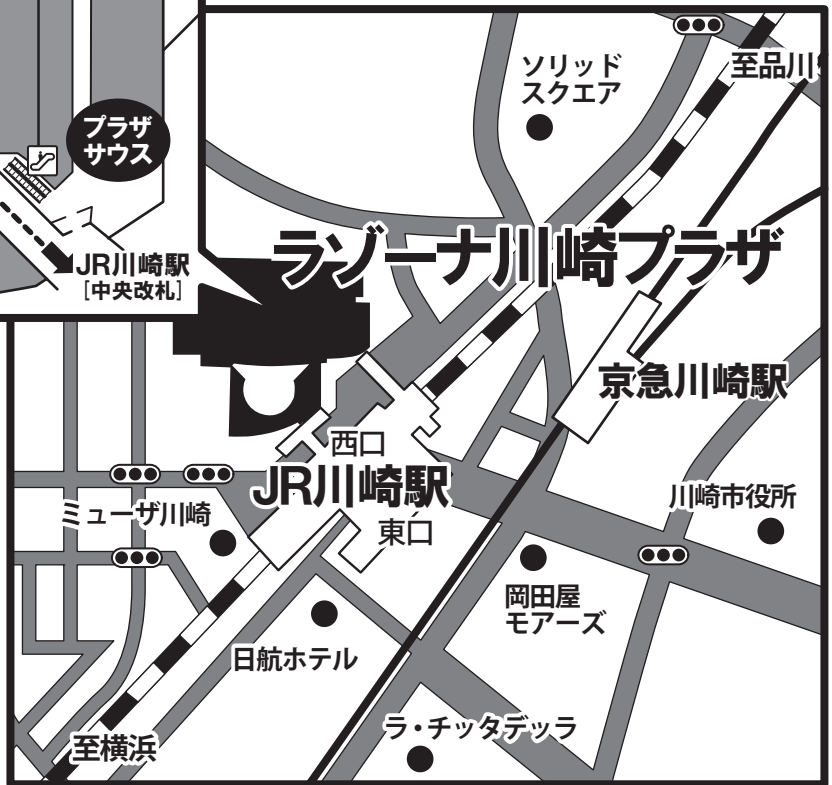 プラザ
サウス
JR川崎駅
[中央改札]
ソリッド
スクエア
至品川
ラゾーナ川崎プラザ
京急川崎駅
西口
JR川崎駅
東口
川崎市役所
ミューザ川崎
岡田屋
モアーズ
日航ホテル
ラ・チッタデッラ
至横浜